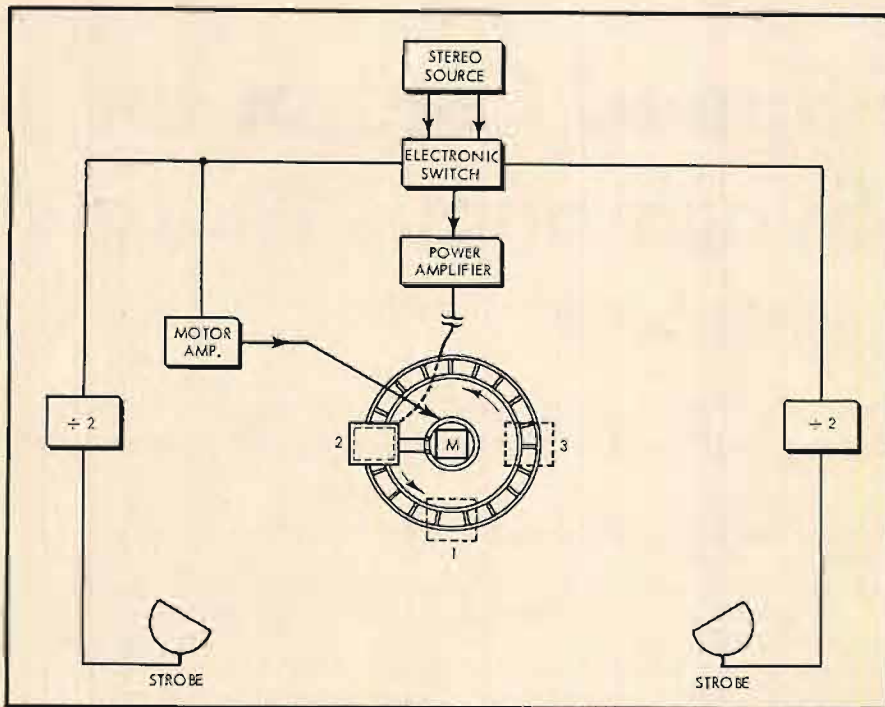 STEREO
SOURCE
ELECTRONIC
SWITCH
POWER
AMPLIFIER
MOTOR
AMP.
÷ 2
÷ 2
2
M
3
1
STROBE
STROBE